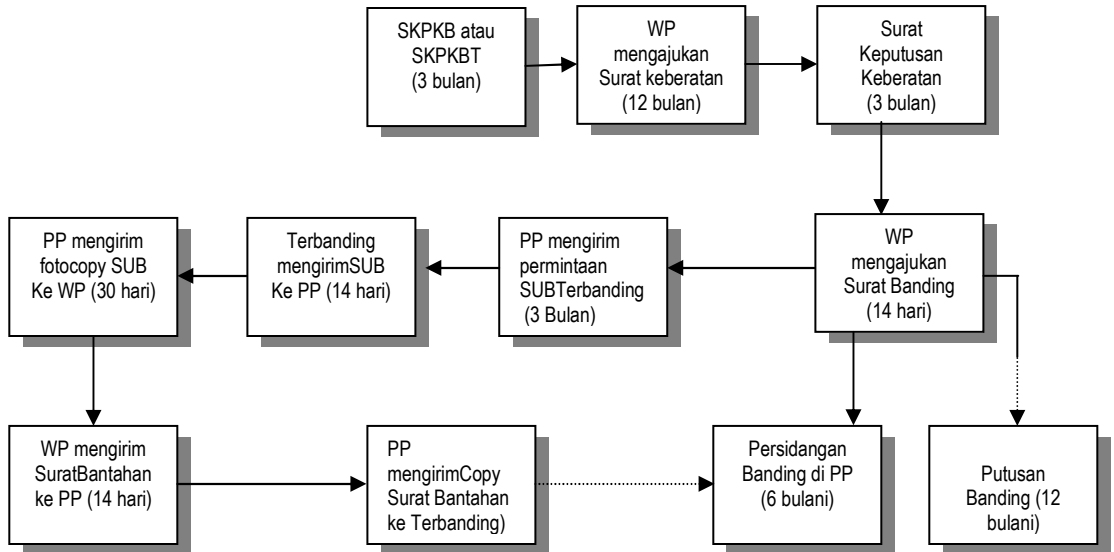 SKPKB atau
SKPKBT
(3 bulan)
WP
mengajukan
Surat keberatan
(12 bulan)
Surat
Keputusan
Keberatan
(3 bulan)
PP mengirim
fotocopy SUB
Ke WP (30 hari)
Terbanding
mengirimSUB
Ke PP (14 hari)
PP mengirim
permintaan
SUBTerbanding
(3 Bulan)
WP
mengajukan
Surat Banding
(14 hari)
WP mengirim
SuratBantahan
ke PP (14 hari)
PP
mengirimCopy
Surat Bantahan
ke Terbanding)
Persidangan
Banding di PP
(6 bulani)
Putusan
Banding (12
bulani)